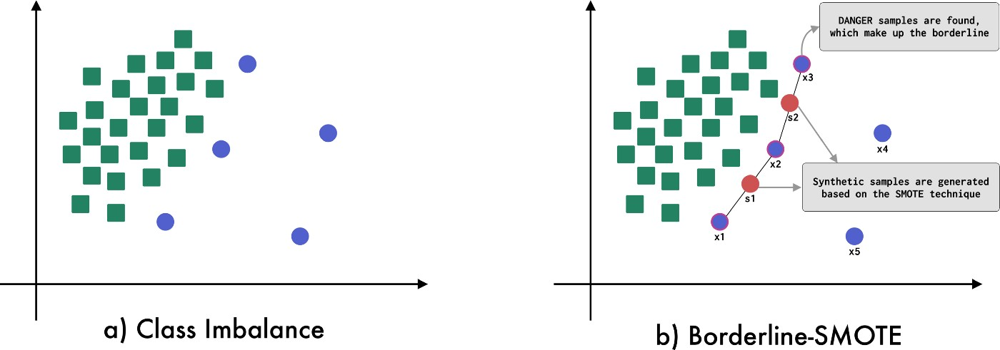 DANGER samples are found,
which make up the borderline
x3
s2
x4
x2
Synthetic samples are generated
based on the SMOTE technique
s1
x1
x5
a) Class Imbalance
b) Borderline-SMOTE